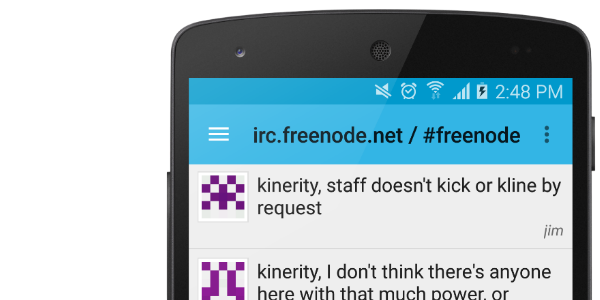 2:48 PM
irc.freenode.net / #freenode
kinerity, staff doesn't kick or kline by
request
jim
kinerity, I don't think there's anyone
here with that much power, or